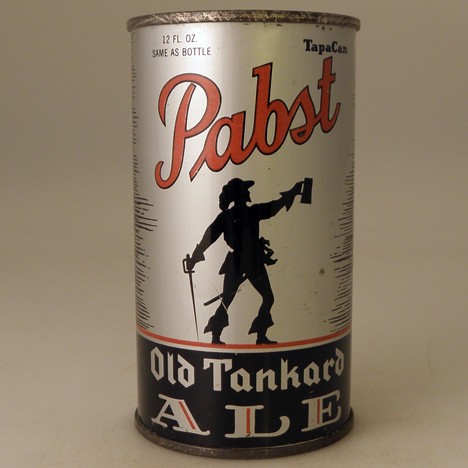 12 FL. OZ.
SAME AS BOTTLE
TapaCan
Pabst
Old Tankard
ALE